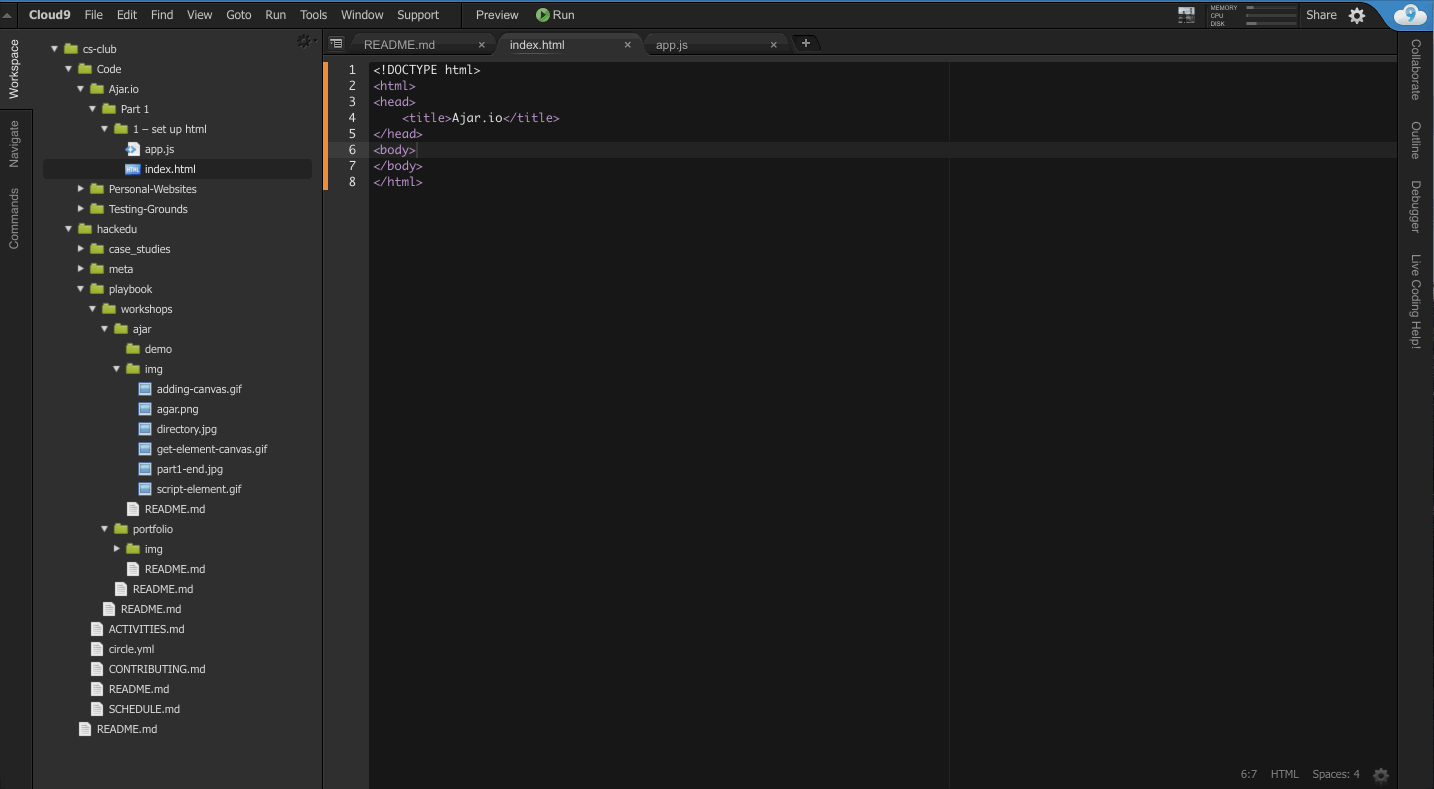 Cloud9 File Edit Find View Goto Run Tools Window Support Preview Run MEMORY CPU DISK Share 9
Workspace
Navigate
Commands
cs-club
Code
Ajar.io
Part 1
1 – set up html
app.js
HTML index.html
Personal-Websites
Testing-Grounds
hackedu
case_studies
meta
playbook
workshops
ajar
demo
img
adding-canvas.gif
agar.png
directory.jpg
get-element-canvas.gif
part1-end.jpg
script-element.gif
README.md
portfolio
img
README.md
README.md
README.md
ACTIVITIES.md
circle.yml
CONTRIBUTING.md
README.md
SCHEDULE.md
README.md
README.md × index.html × app.js × +
1 <!DOCTYPE html>
2 <html>
3 <head>
4     <title>Ajar.io</title>
5 </head>
6 <body>
7 </body>
8 </html>
Collaborate
Outline
Debugger
Live Coding Help!
6:7 HTML Spaces: 4